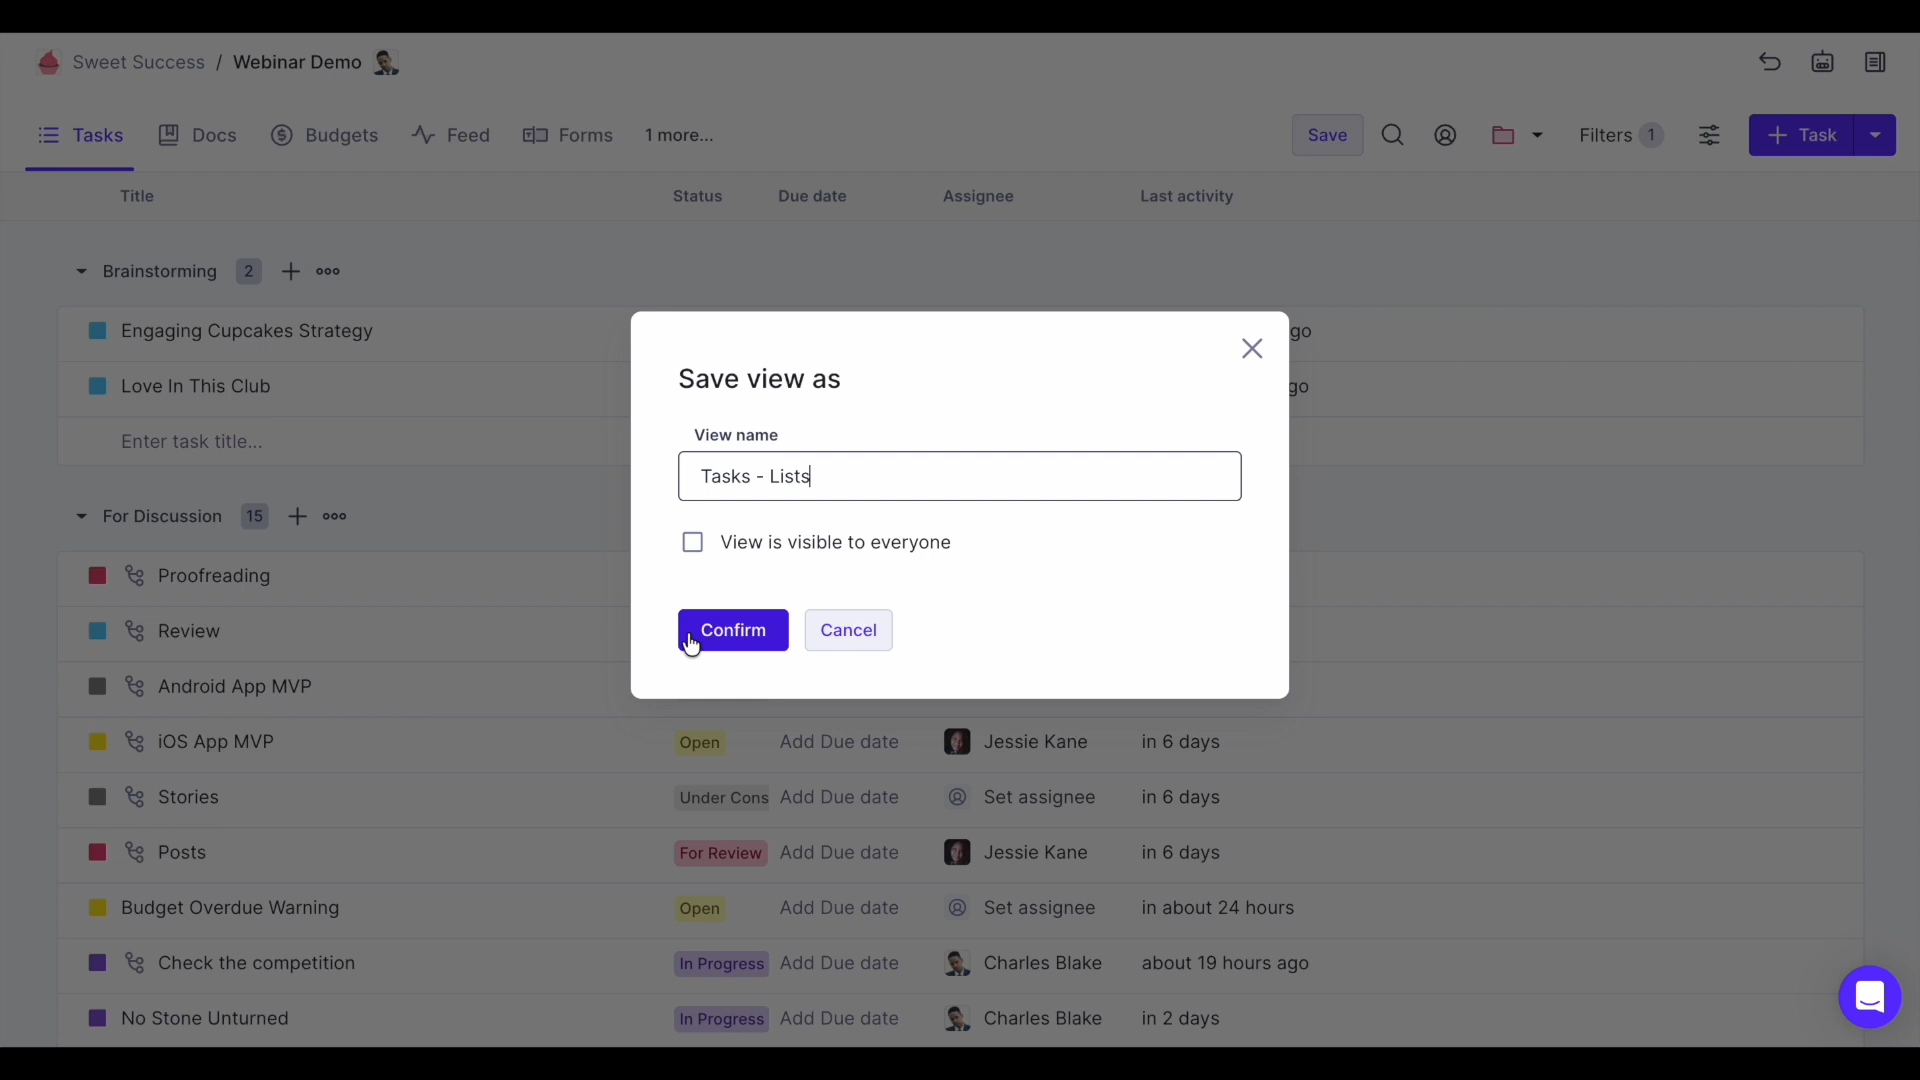 Sweet Success / Webinar Demo
Tasks Docs Budgets Feed Forms 1 more... Save Filters 1 + Task
Title Status Due date Assignee Last activity
Brainstorming 2
Engaging Cupcakes Strategy go
Love In This Club go
Enter task title...
For Discussion 15
Proofreading
Review
Android App MVP
Save view as
View name
Tasks - Lists
View is visible to everyone
Confirm Cancel
iOS App MVP Open Add Due date Jessie Kane in 6 days
Stories Under Cons Add Due date Set assignee in 6 days
Posts For Review Add Due date Jessie Kane in 6 days
Budget Overdue Warning Open Add Due date Set assignee in about 24 hours
Check the competition In Progress Add Due date Charles Blake about 19 hours ago
No Stone Unturned In Progress Add Due date Charles Blake in 2 days